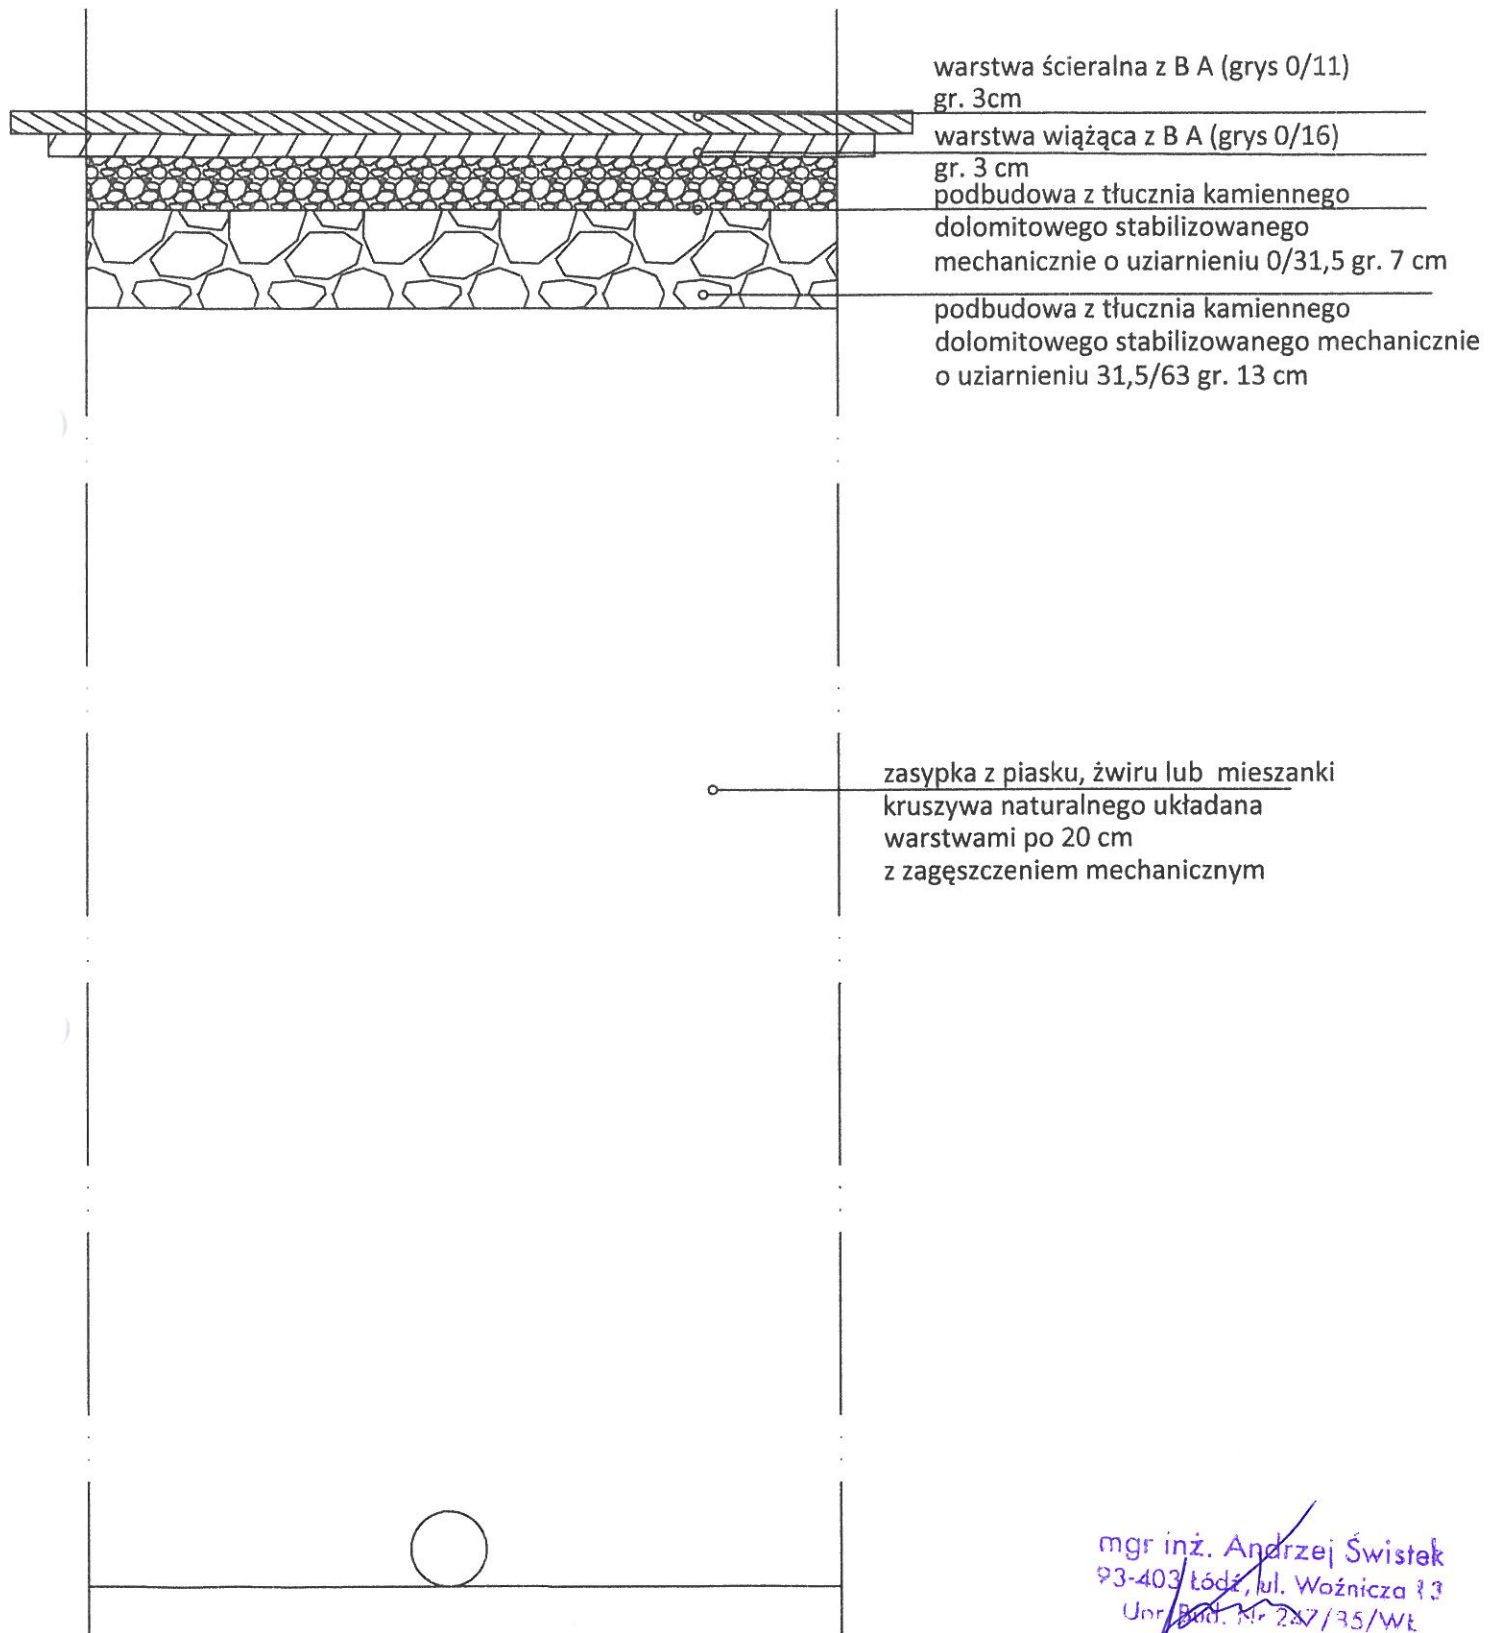 warstwa ścieralna z B A (grys 0/11)
gr. 3cm
warstwa wiążąca z B A (grys 0/16)
gr. 3 cm
podbudowa z tłucznia kamiennego
dolomitowego stabilizowanego
mechanicznie o uziarnieniu 0/31,5 gr. 7 cm
podbudowa z tłucznia kamiennego
dolomitowego stabilizowanego mechanicznie
o uziarnieniu 31,5/63 gr. 13 cm
zasypka z piasku, żwiru lub mieszanki
kruszywa naturalnego układana
warstwami po 20 cm
z zagęszczeniem mechanicznym
mgr inż. Andrzej Świstek
93-403 Łódź, ul. Woźnicza
Upr. Bud. Nr